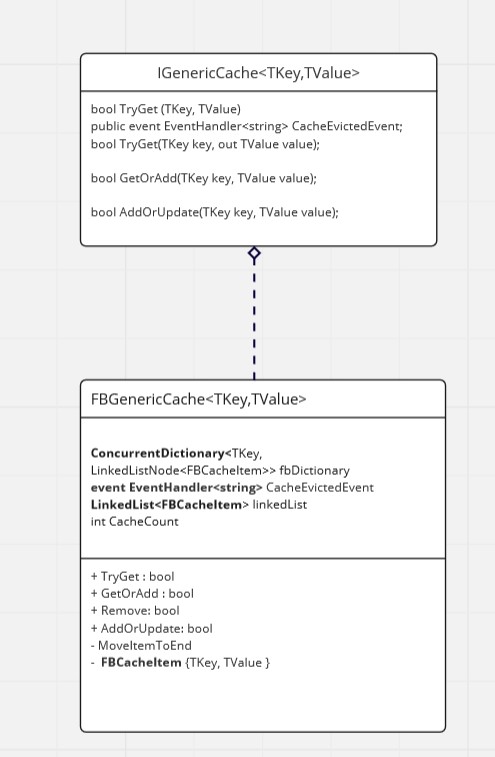 IGenericCache<TKey,TValue>
bool TryGet (TKey, TValue)
public event EventHandler<string> CacheEvictedEvent;
bool TryGet(TKey key, out TValue value);
bool GetOrAdd(TKey key, TValue value);
bool AddOrUpdate(TKey key, TValue value);
FBGenericCache<TKey,TValue>
ConcurrentDictionary<TKey,
LinkedListNode<FBCacheItem>> fbDictionary
event EventHandler<string> CacheEvictedEvent
LinkedList<FBCacheItem> linkedList
int CacheCount
+ TryGet : bool
+ GetOrAdd : bool
+ Remove: bool
+ AddOrUpdate: bool
- MoveItemToEnd
- FBCacheItem {TKey, TValue }